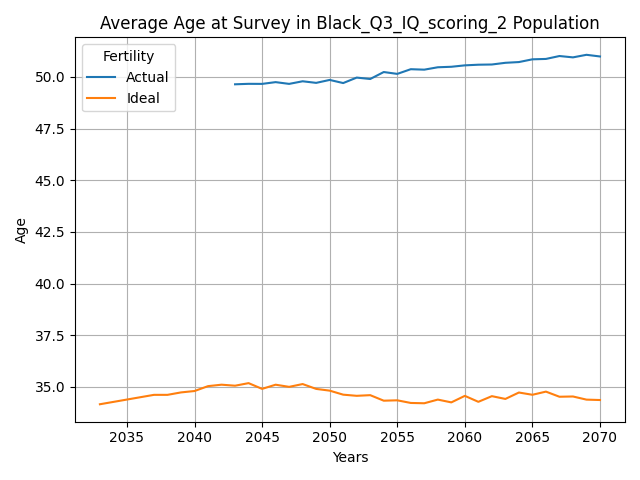 Average Age at Survey in Black_Q3_IQ_scoring_2 Population
Fertility
Actual
Ideal
50.0
47.5
45.0
42.5
40.0
37.5
35.0
Age
2035 2040 2045 2050 2055 2060 2065 2070
Years